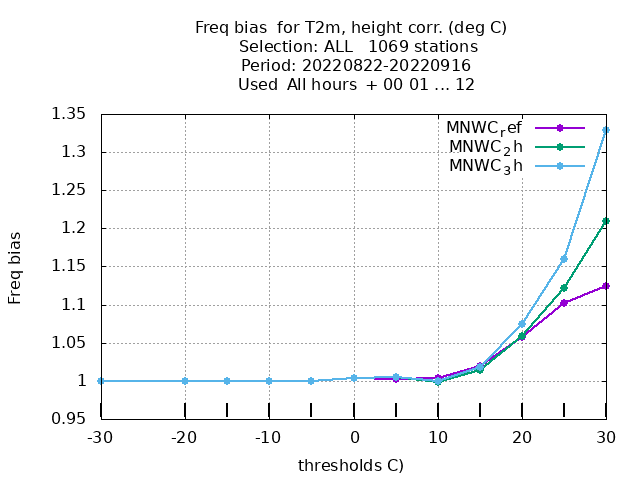 Freq bias for T2m, height corr. (deg C)
Selection: ALL 1069 stations
Period: 20220822-20220916
Used All hours + 00 01 ... 12
1.35
1.3
1.25
1.2
1.15
1.1
1.05
1
0.95
Freq bias
MNWC_ref
MNWC_2h
MNWC_3h
-30 -20 -10 0 10 20 30
thresholds C)